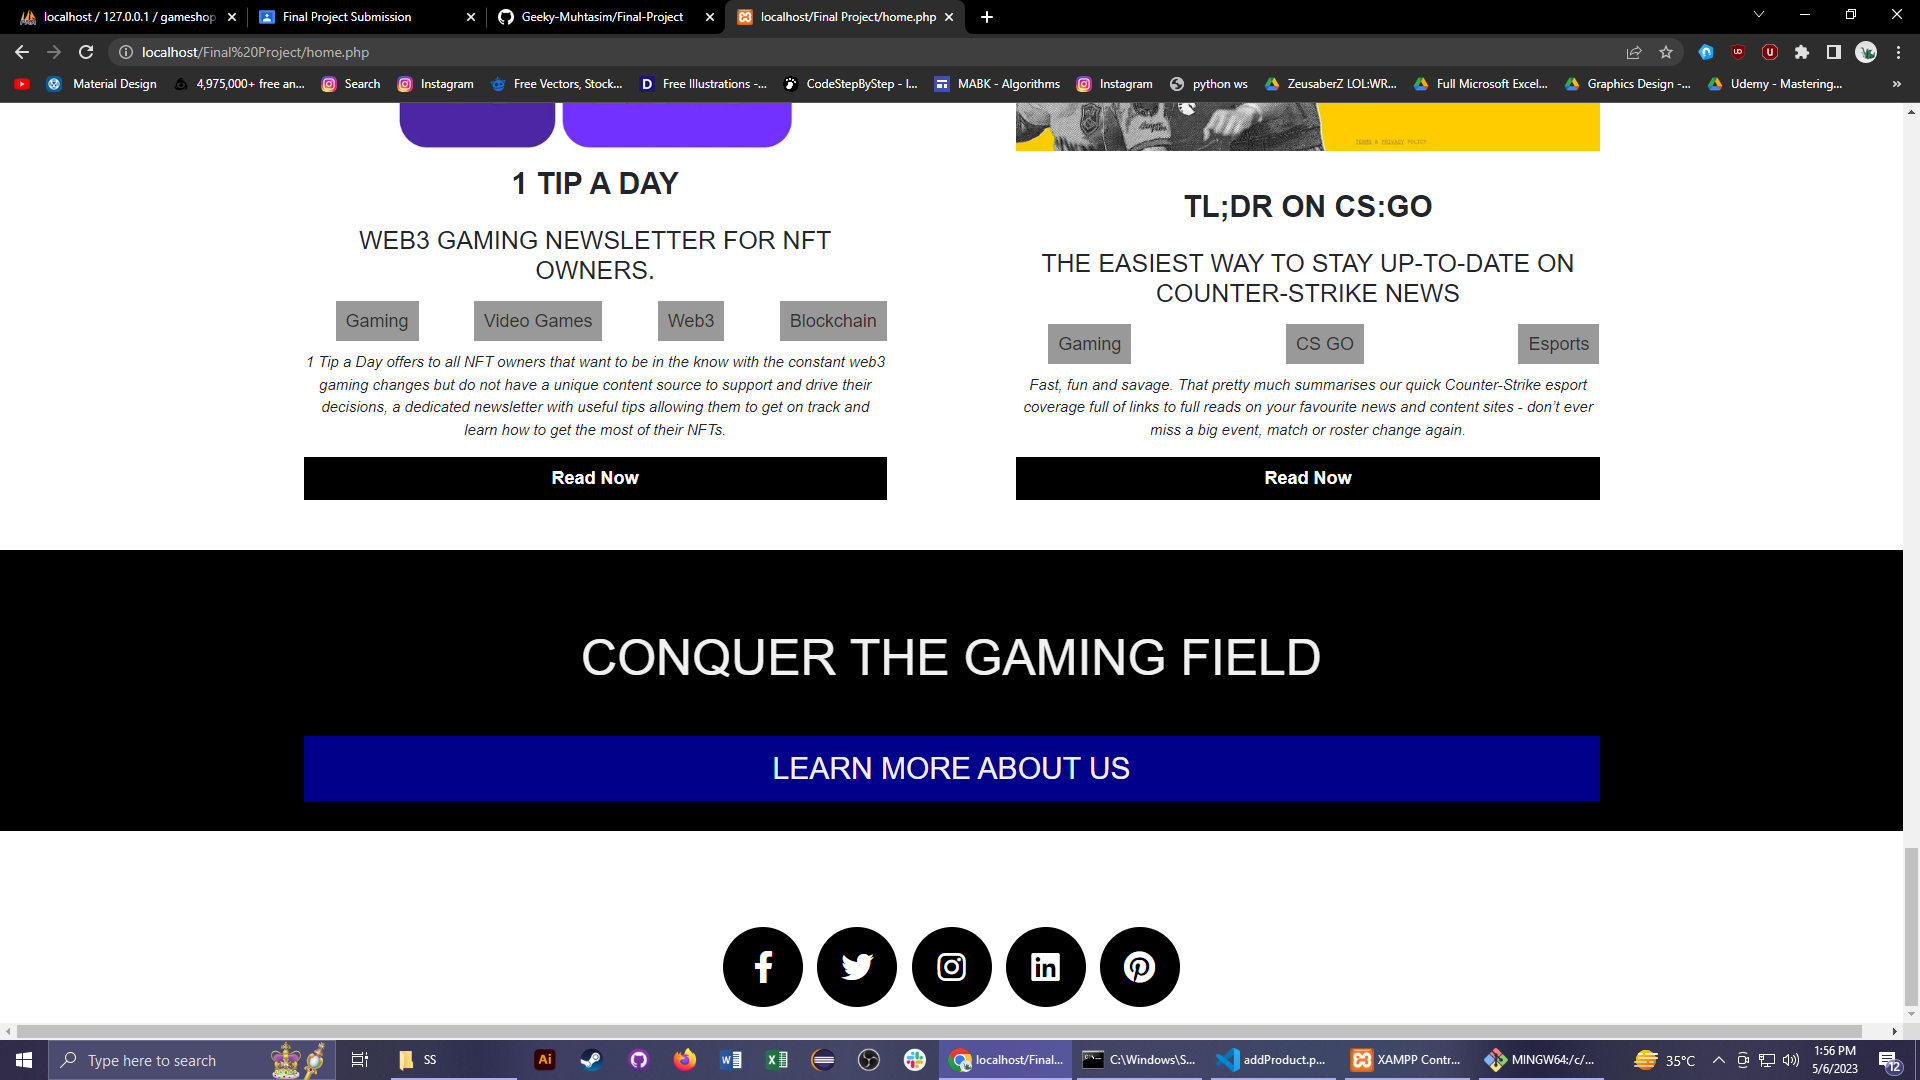 localhost / 127.0.0.1 / gameshop
Final Project Submission
Geeky-Muhtasim/Final-Project
localhost/Final Project/home.php
localhost/Final%20Project/home.php
Material Design
4,975,000+ free an...
Search
Instagram
Free Vectors, Stock...
Free Illustrations -...
CodeStepByStep - I...
MABK - Algorithms
Instagram
python ws
ZeusaberZ LOL:WR...
Full Microsoft Excel...
Graphics Design -...
Udemy - Mastering...
»
TERMS & PRIVACY POLICY
1 TIP A DAY
WEB3 GAMING NEWSLETTER FOR NFT
OWNERS.
Gaming Video Games Web3 Blockchain
1 Tip a Day offers to all NFT owners that want to be in the know with the constant web3
gaming changes but do not have a unique content source to support and drive their
decisions, a dedicated newsletter with useful tips allowing them to get on track and
learn how to get the most of their NFTs.
Read Now
TL;DR ON CS:GO
THE EASIEST WAY TO STAY UP-TO-DATE ON
COUNTER-STRIKE NEWS
Gaming CS GO Esports
Fast, fun and savage. That pretty much summarises our quick Counter-Strike esport
coverage full of links to full reads on your favourite news and content sites - don't ever
miss a big event, match or roster change again.
Read Now
CONQUER THE GAMING FIELD
LEARN MORE ABOUT US
Type here to search
SS
Ai
localhost/Final...
C:\Windows\S...
addProduct.p...
XAMPP Contr...
MINGW64:/c/...
35°C
1:56 PM
5/6/2023
12